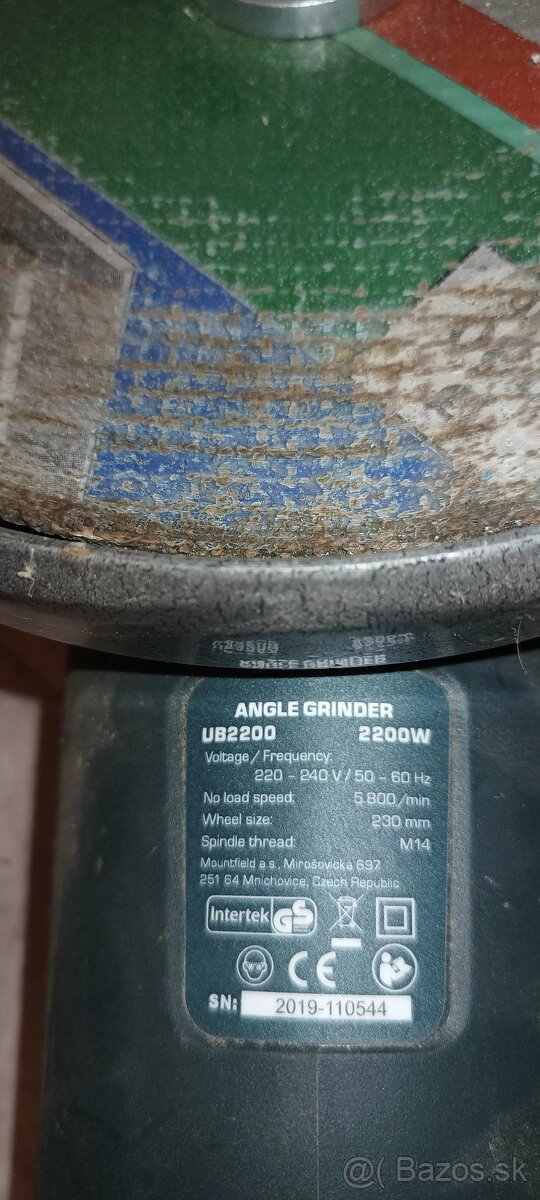 ANGLE GRINDER
UB2200 2200W
Voltage / Frequency:
220 - 240 V / 50 - 60 Hz
No load speed: 5.800 /min
Wheel size: 230 mm
Spindle thread: M14
Mountfield a.s., Mirošovická 697
251 64 Mnichovice, Czech Republic
Intertek GS
CE
SN: 2019-110544
@( Bazos.sk